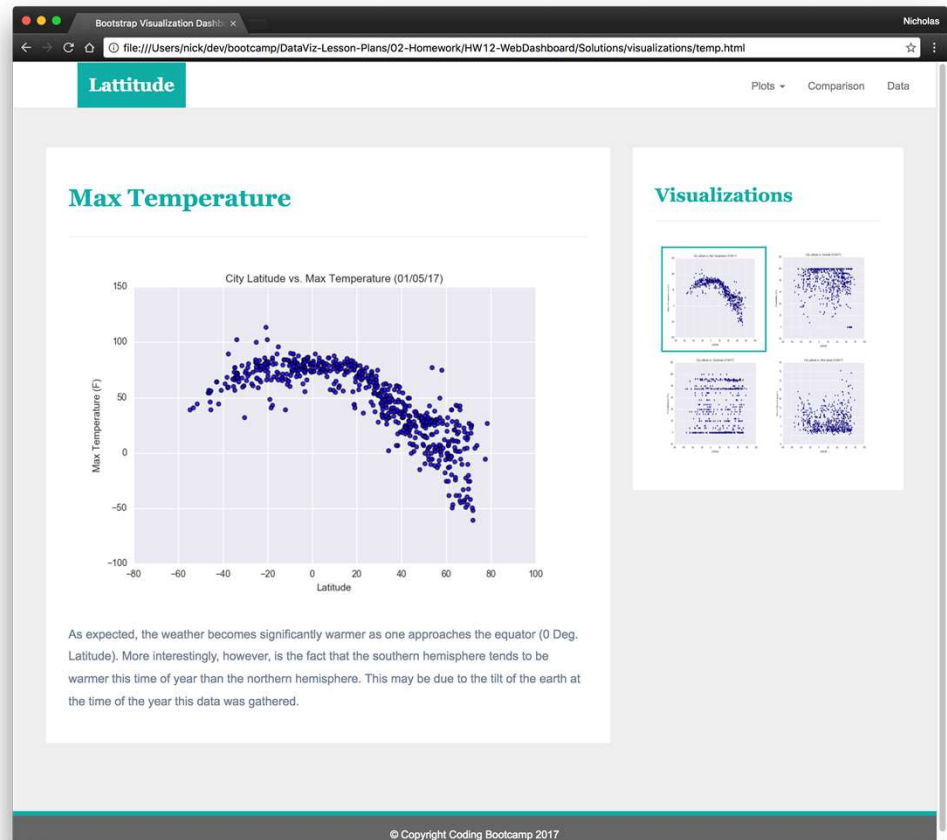 Bootstrap Visualization Dashb
Nicholas
file:///Users/nick/dev/bootcamp/DataViz-Lesson-Plans/02-Homework/HW12-WebDashboard/Solutions/visualizations/temp.html
Lattitude
Plots
Comparison
Data
Max Temperature
City Latitude vs. Max Temperature (01/05/17)
Max Temperature (F)
150
100
50
0
−50
−100
−80 −60 −40 −20 0 20 40 60 80 100
Latitude
As expected, the weather becomes significantly warmer as one approaches the equator (0 Deg.
Latitude). More interestingly, however, is the fact that the southern hemisphere tends to be
warmer this time of year than the northern hemisphere. This may be due to the tilt of the earth at
the time of the year this data was gathered.
Visualizations
© Copyright Coding Bootcamp 2017